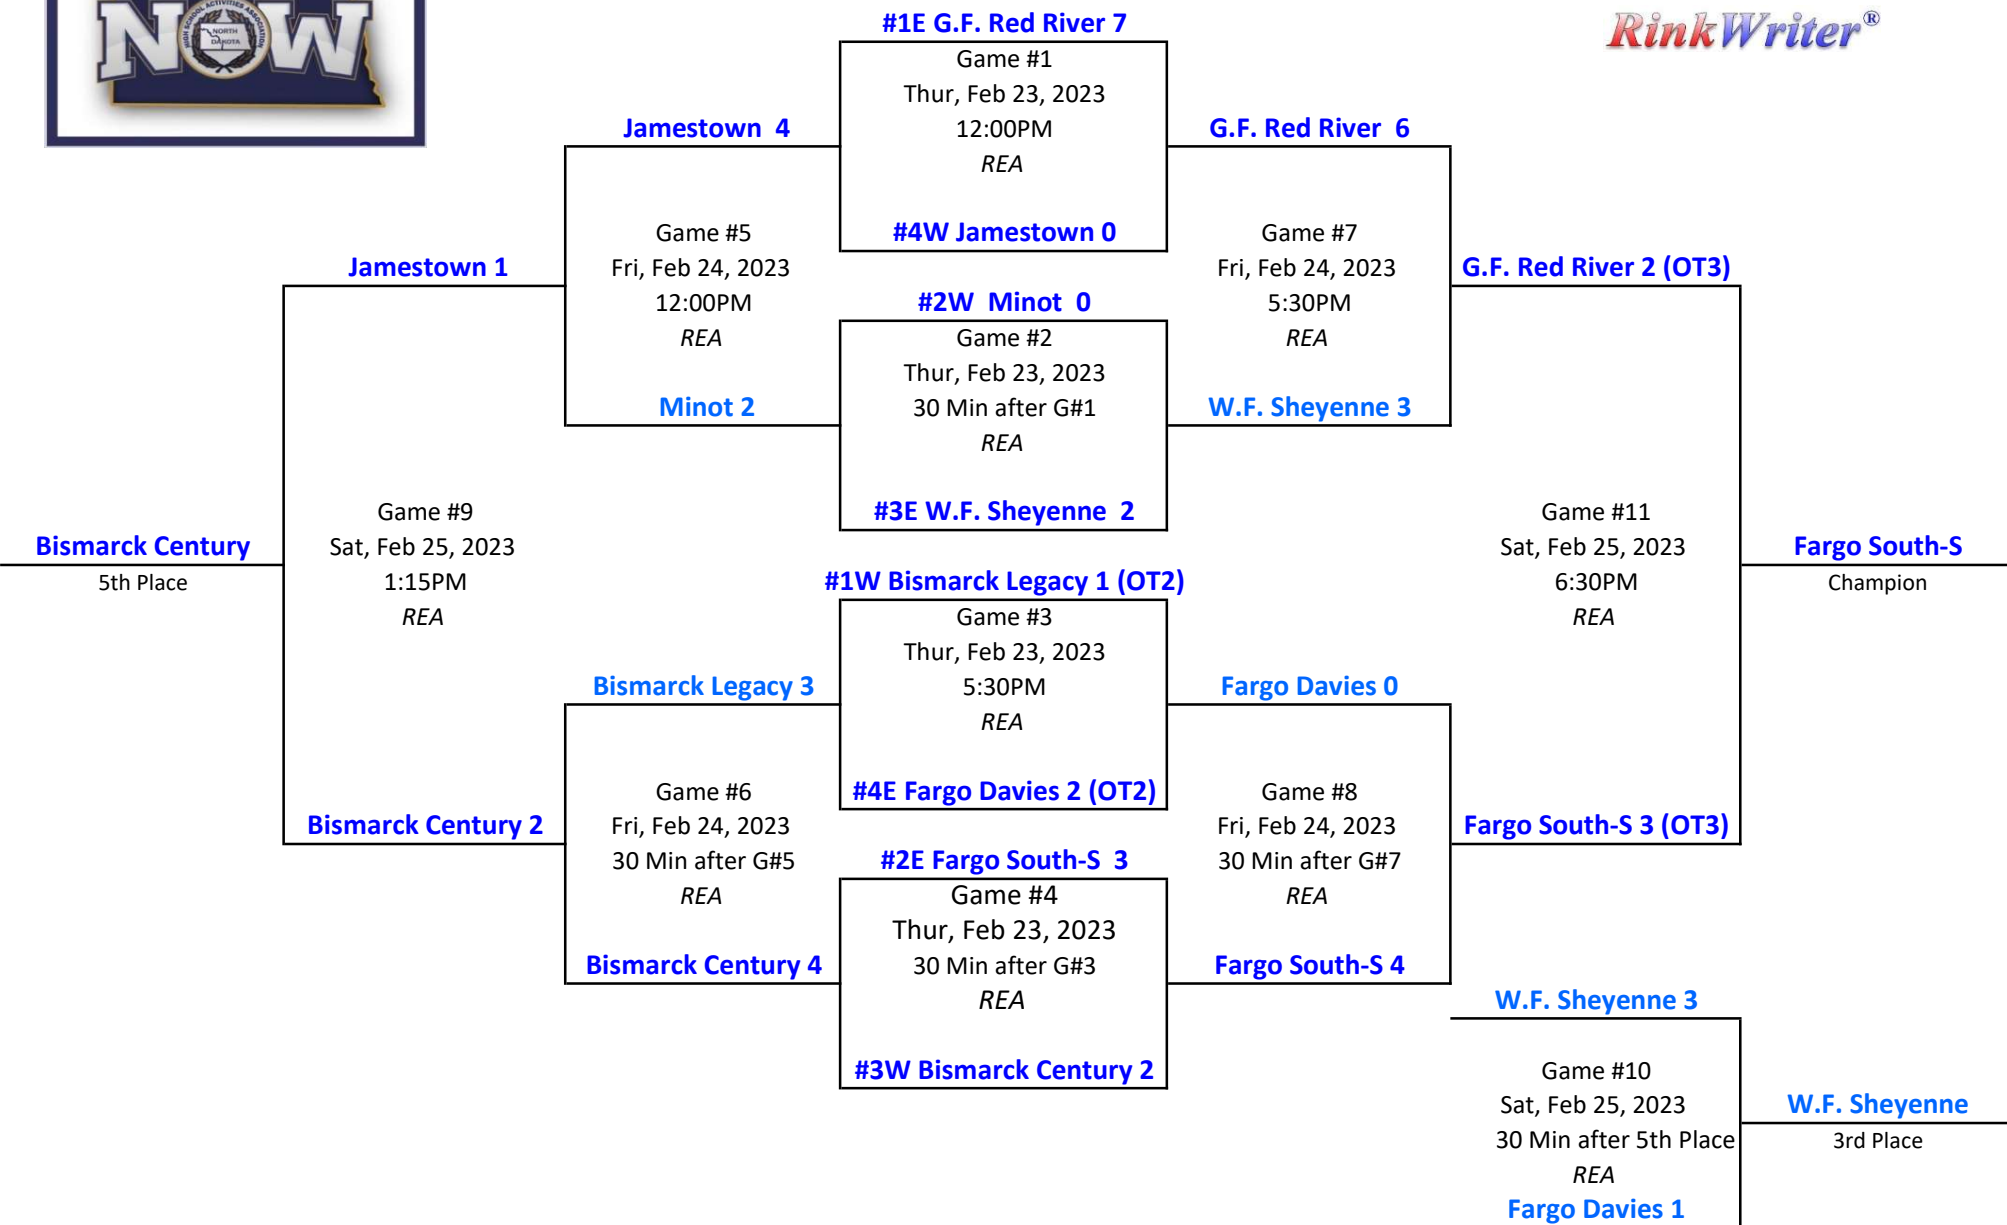 NOW
HIGH SCHOOL ACTIVITIES ASSOCIATION
NORTH
DAKOTA
RinkWriter®
#1E G.F. Red River 7
Game #1
Thur, Feb 23, 2023
12:00PM
REA
#4W Jamestown 0
#2W Minot 0
Game #2
Thur, Feb 23, 2023
30 Min after G#1
REA
#3E W.F. Sheyenne 2
#1W Bismarck Legacy 1 (OT2)
Game #3
Thur, Feb 23, 2023
5:30PM
REA
#4E Fargo Davies 2 (OT2)
#2E Fargo South-S 3
Game #4
Thur, Feb 23, 2023
30 Min after G#3
REA
#3W Bismarck Century 2
Jamestown 4
Game #5
Fri, Feb 24, 2023
12:00PM
REA
Minot 2
Bismarck Legacy 3
Game #6
Fri, Feb 24, 2023
30 Min after G#5
REA
Bismarck Century 4
G.F. Red River 6
Game #7
Fri, Feb 24, 2023
5:30PM
REA
W.F. Sheyenne 3
Fargo Davies 0
Game #8
Fri, Feb 24, 2023
30 Min after G#7
REA
Fargo South-S 4
Jamestown 1
Game #9
Sat, Feb 25, 2023
1:15PM
REA
Bismarck Century 2
Bismarck Century
5th Place
G.F. Red River 2 (OT3)
Game #11
Sat, Feb 25, 2023
6:30PM
REA
Fargo South-S 3 (OT3)
Fargo South-S
Champion
W.F. Sheyenne 3
Game #10
Sat, Feb 25, 2023
30 Min after 5th Place
REA
Fargo Davies 1
W.F. Sheyenne
3rd Place